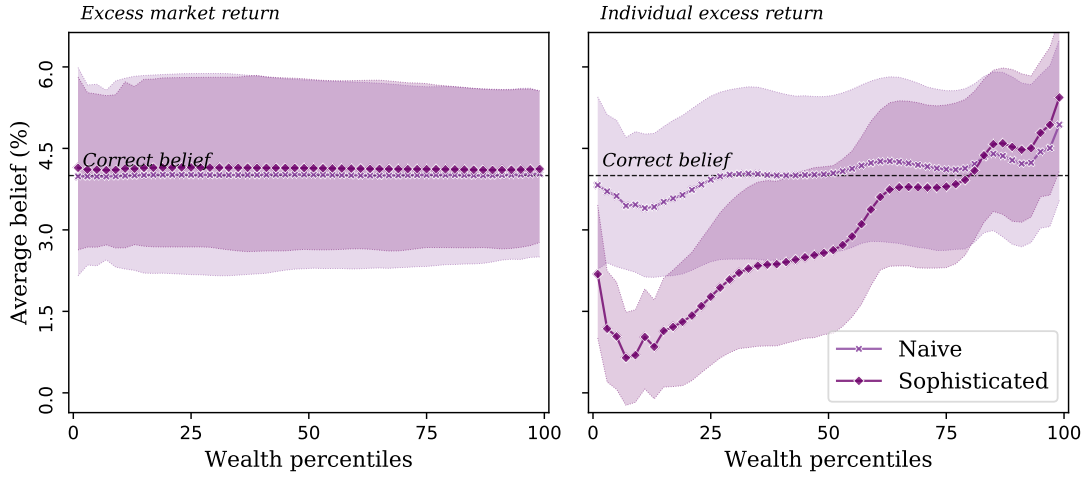 Excess market return
Individual excess return
Average belief (%)
6.0
4.5
3.0
1.5
0.0
Correct belief
Correct belief
Naive
Sophisticated
0
25
50
75
100
0
25
50
75
100
Wealth percentiles
Wealth percentiles